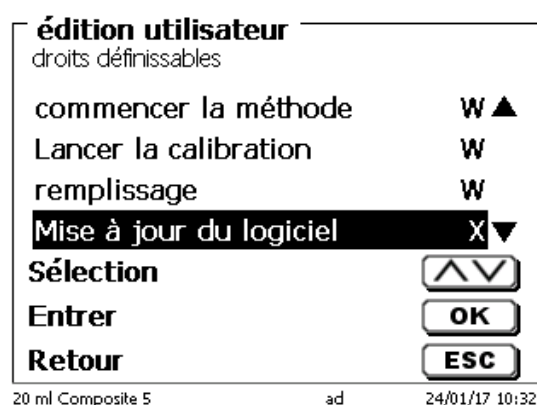 édition utilisateur
droits définissables
commencer la méthode W
Lancer la calibration W
remplissage W
Mise à jour du logiciel X
Sélection
Entrer OK
Retour ESC
20 ml Composite 5 ad 24/01/17 10:32